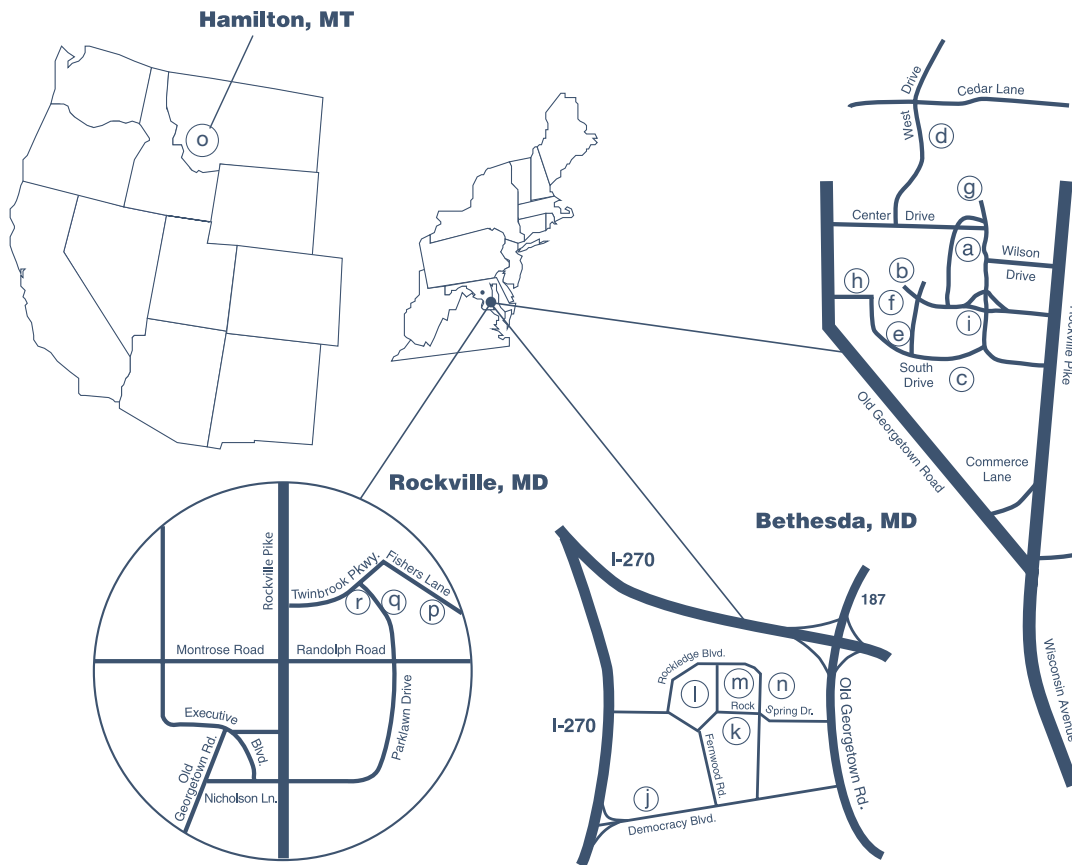 Hamilton, MT
o
West Drive
Cedar Lane
d
g
Center Drive
a
Wilson
Drive
b
h
f
i
e
South
Drive
c
Rockville Pike
Old Georgetown Road
Commerce
Lane
Wisconsin Avenue
Rockville, MD
Rockville Pike
Twinbrook Pkwy.
Fishers Lane
r
q
p
Montrose Road
Randolph Road
Executive
Blvd.
Old
Georgetown Rd.
Nicholson Ln.
Parklawn Drive
Bethesda, MD
I-270
187
Rockledge Blvd.
l
m
n
Rock
Spring Dr.
k
I-270
Fernwood Rd.
Old Georgetown Rd.
j
Democracy Blvd.